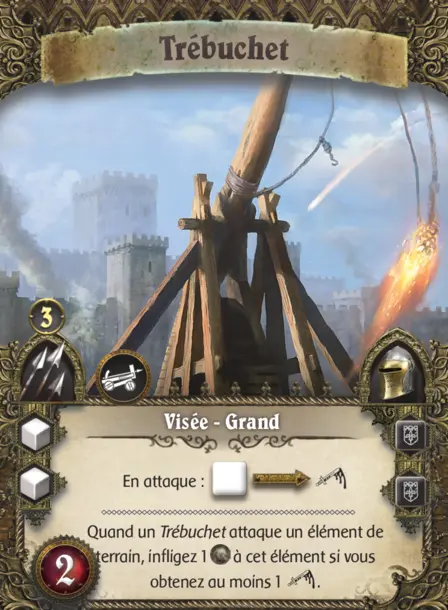 Trébuchet
3
Visée - Grand
En attaque :
Quand un Trébuchet attaque un élément de
terrain, infligez 1 à cet élément si vous
obtenez au moins 1 .
2